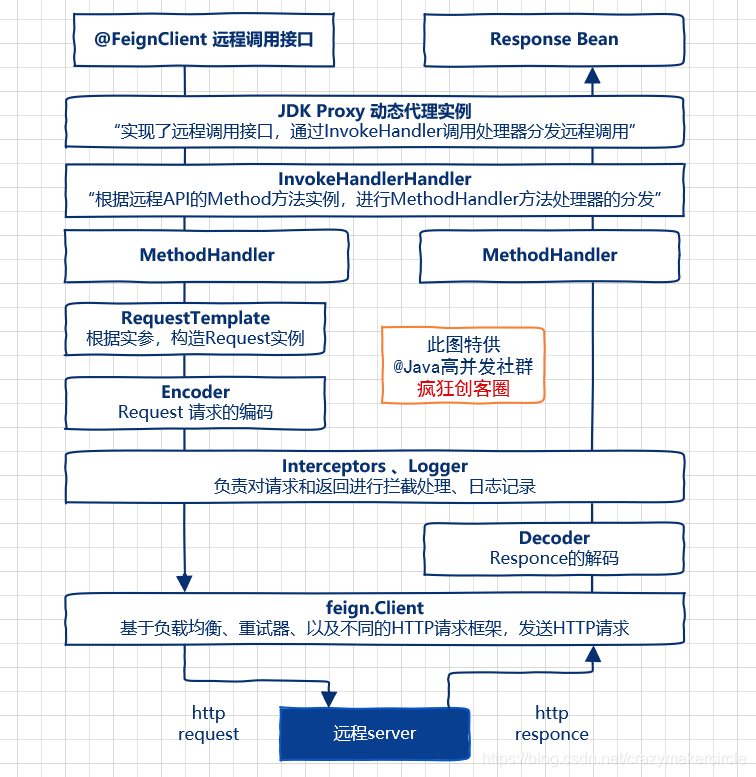 @FeignClient 远程调用接口
Response Bean
JDK Proxy 动态代理实例
“实现了远程调用接口，通过InvokeHandler调用处理器分发远程调用”
InvokeHandlerHandler
“根据远程API的Method方法实例，进行MethodHandler方法处理器的分发”
MethodHandler
MethodHandler
RequestTemplate
根据实参，构造Request实例
此图特供
@Java高并发社群
疯狂创客圈
Encoder
Request 请求的编码
Interceptors 、Logger
负责对请求和返回进行拦截处理、日志记录
Decoder
Responce的解码
feign.Client
基于负载均衡、重试器、以及不同的HTTP请求框架，发送HTTP请求
http
request
远程server
http
responce
https://blog.csdn.net/crazymakercircle